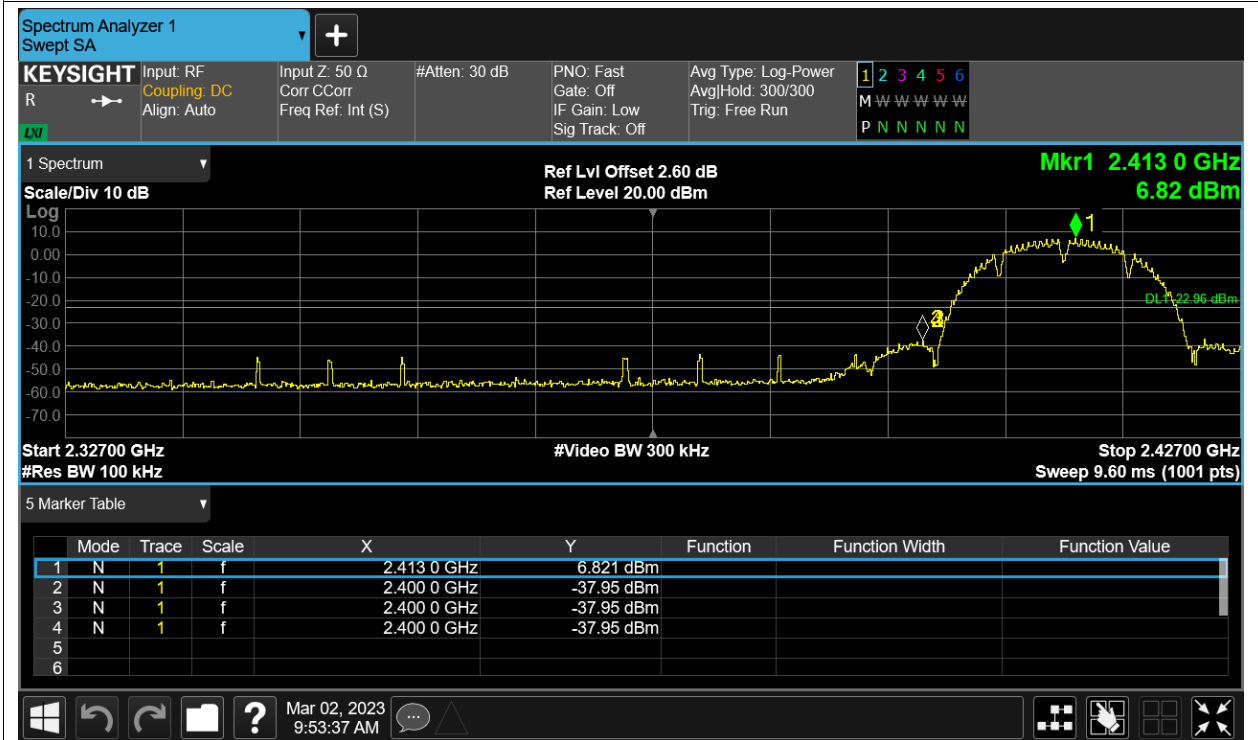 Spectrum Analyzer 1
Swept SA
+
KEYSIGHT Input: RF Input Z: 50 Ω #Atten: 30 dB PNO: Fast Avg Type: Log-Power 1 2 3 4 5 6
R Coupling: DC Corr CCorr Gate: Off Avg|Hold: 300/300 M W W W W W
Align: Auto Freq Ref: Int (S) IF Gain: Low Trig: Free Run
LXI Sig Track: Off P N N N N N
1 Spectrum Ref Lvl Offset 2.60 dB Mkr1 2.413 0 GHz
Scale/Div 10 dB Ref Level 20.00 dBm 6.82 dBm
Log
1
10.0
0.00
-10.0
-20.0
DL1 -22.96 dBm
-30.0
-40.0
-50.0
-60.0
-70.0
Start 2.32700 GHz #Video BW 300 kHz Stop 2.42700 GHz
#Res BW 100 kHz Sweep 9.60 ms (1001 pts)
5 Marker Table
Mode Trace Scale X Y Function Function Width Function Value
1 N 1 f 2.413 0 GHz 6.821 dBm
2 N 1 f 2.400 0 GHz -37.95 dBm
3 N 1 f 2.400 0 GHz -37.95 dBm
4 N 1 f 2.400 0 GHz -37.95 dBm
5
6
? Mar 02, 2023
9:53:37 AM